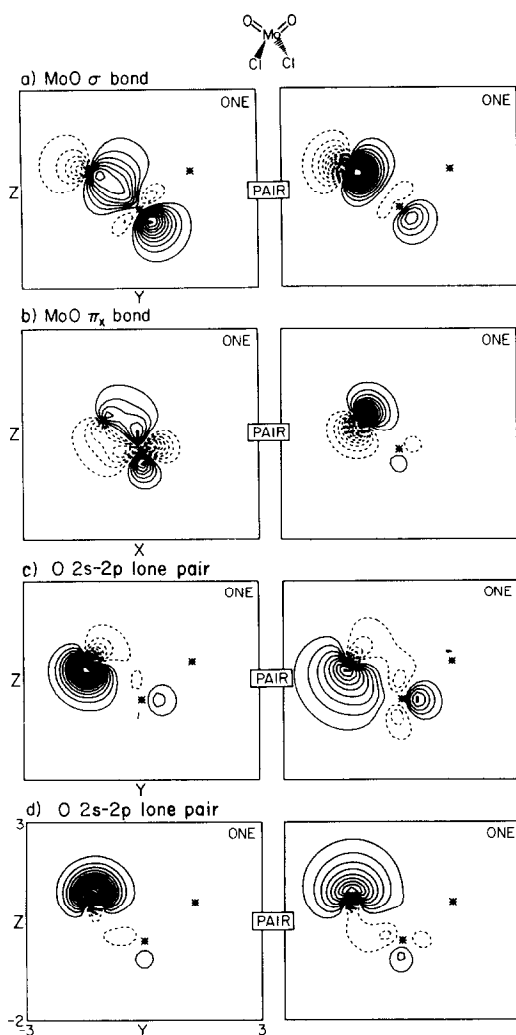 O O
Mo
Cl Cl
a) MoO σ bond
ONE
ONE
Z
PAIR
Y
b) MoO πx bond
ONE
ONE
Z
PAIR
X
c) O 2s-2p lone pair
ONE
ONE
Z
PAIR
Y
d) O 2s-2p lone pair
3
ONE
ONE
Z
PAIR
-2
-3 Y 3